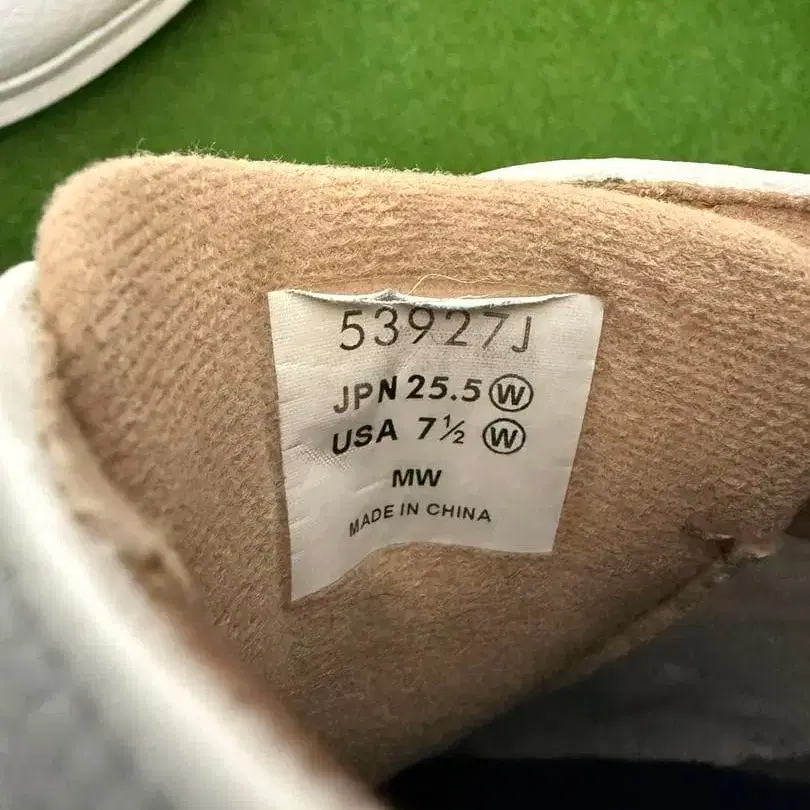 53927J
JPN 25.5 Ⓦ
USA 7½ Ⓦ
MW
MADE IN CHINA